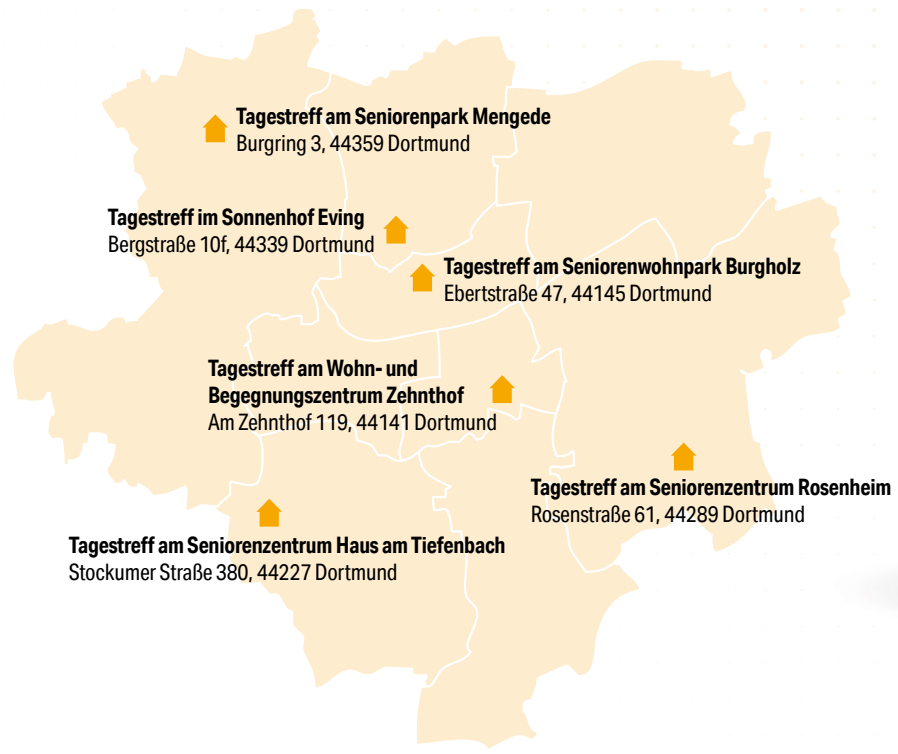 Tagestreff am Seniorenpark Mengede
Burgring 3, 44359 Dortmund
Tagestreff im Sonnenhof Eving
Bergstraße 10f, 44339 Dortmund
Tagestreff am Seniorenwohnpark Burgholz
Ebertstraße 47, 44145 Dortmund
Tagestreff am Wohn- und
Begegnungszentrum Zehnthof
Am Zehnthof 119, 44141 Dortmund
Tagestreff am Seniorenzentrum Rosenheim
Rosenstraße 61, 44289 Dortmund
Tagestreff am Seniorenzentrum Haus am Tiefenbach
Stockumer Straße 380, 44227 Dortmund